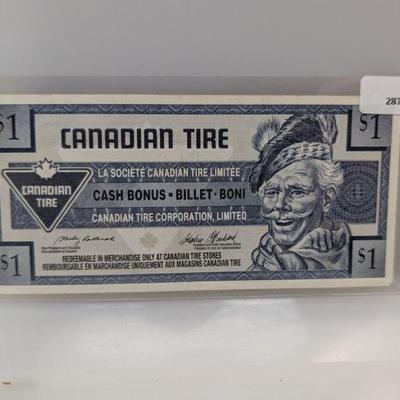 287
$1
CANADIAN TIRE
$1
LA SOCIÉTÉ CANADIAN TIRE LIMITÉE
CANADIAN
TIRE
CASH BONUS - BILLET - BONI
CANADIAN TIRE CORPORATION, LIMITED
$1
REDEEMABLE IN MERCHANDISE ONLY AT CANADIAN TIRE STORES
REMBOURSABLE EN MARCHANDISE UNIQUEMENT AUX MAGASINS CANADIAN TIRE
$1